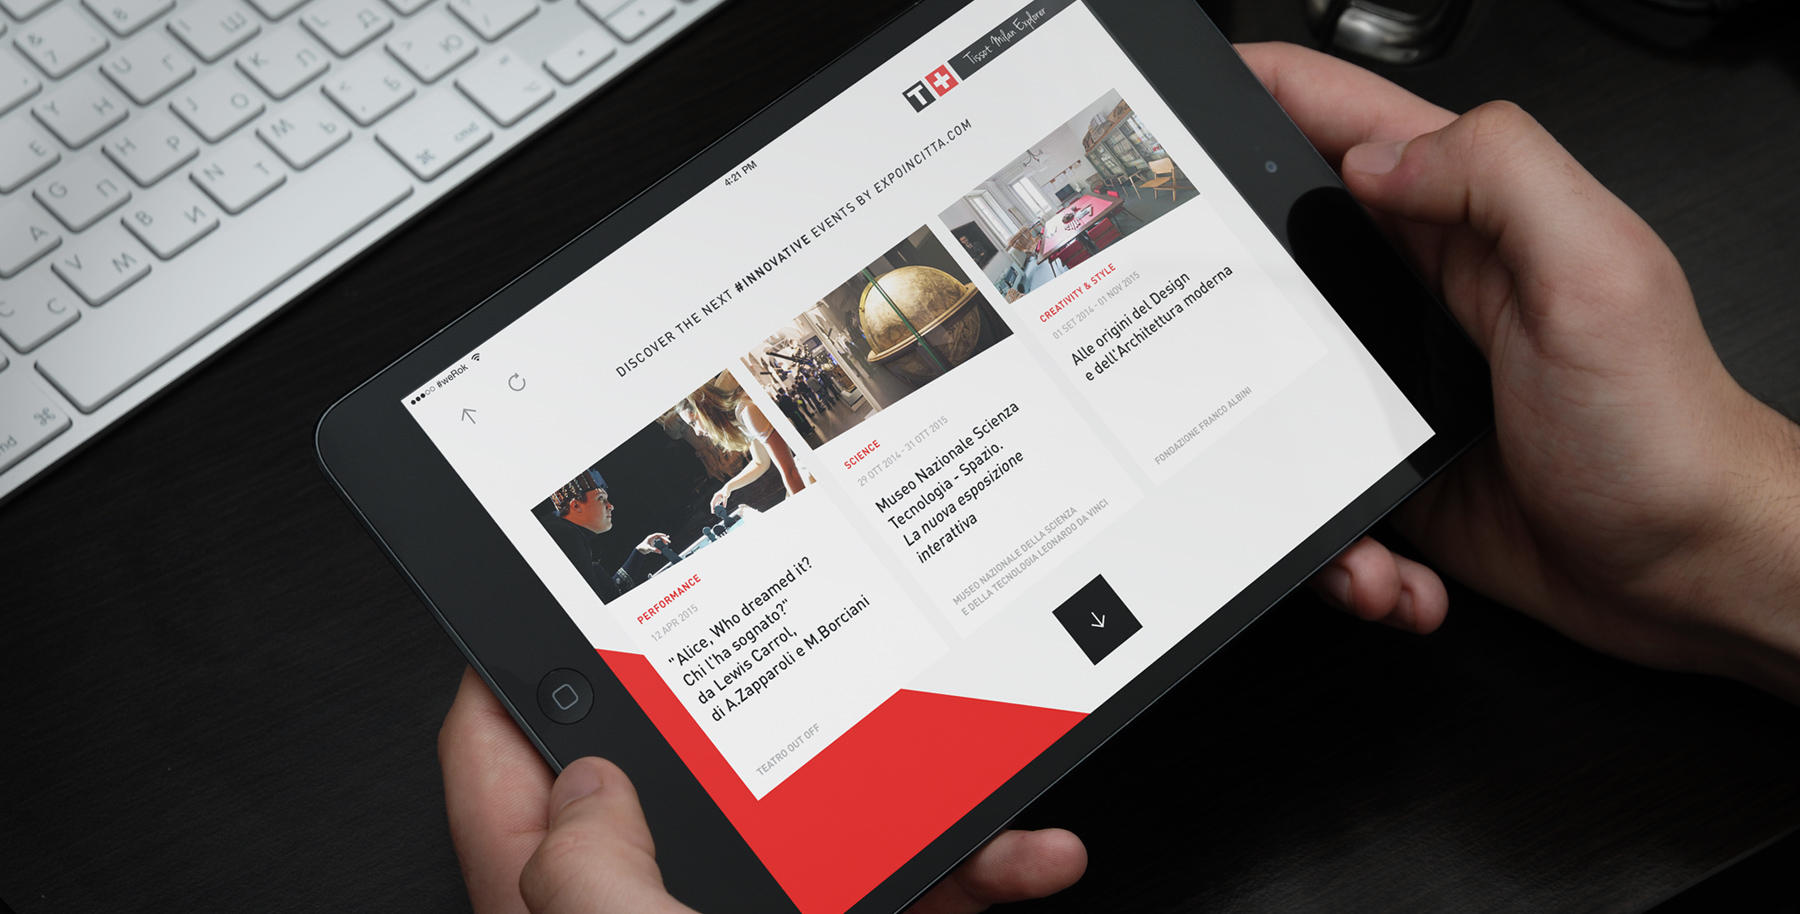 ●●●○○ #weRok
4:21 PM
T+
Tissot Milan Explorer
DISCOVER THE NEXT #INNOVATIVE EVENTS BY EXPOINCITTA.COM
PERFORMANCE
12 APR 2015
"Alice, Who dreamed it?
Chi l'ha sognato?"
da Lewis Carrol,
di A.Zapparoli e M.Borciani
TEATRO OUT OFF
SCIENCE
29 OTT 2014 - 31 OTT 2015
Museo Nazionale Scienza
Tecnologia - Spazio.
La nuova esposizione
interattiva
MUSEO NAZIONALE DELLA SCIENZA
E DELLA TECNOLOGIA LEONARDO DA VINCI
CREATIVITY & STYLE
01 SET 2014 - 01 NOV 2015
Alle origini del Design
e dell'Architettura moderna
FONDAZIONE FRANCO ALBINI
& 7
U Г
I Ш
O Щ
L Д
K Л
J О
H Р
Y Н
G П
N Т
M Ь
B И
V М
C С
< , Б
> . Ю
⌘ cmd
cmd ⌘